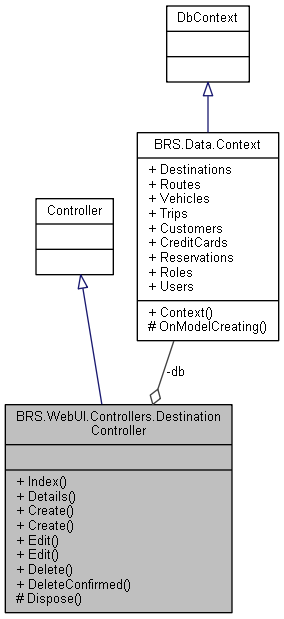 DbContext
BRS.Data.Context
+ Destinations
+ Routes
+ Vehicles
+ Trips
+ Customers
+ CreditCards
+ Reservations
+ Roles
+ Users
+ Context()
# OnModelCreating()
Controller
-db
BRS.WebUI.Controllers.Destination
Controller
+ Index()
+ Details()
+ Create()
+ Create()
+ Edit()
+ Edit()
+ Delete()
+ DeleteConfirmed()
# Dispose()